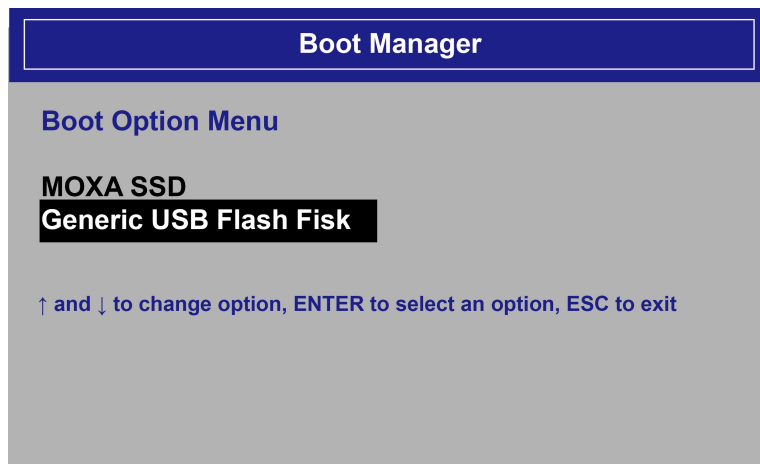 Boot Manager
Boot Option Menu
MOXA SSD
Generic USB Flash Fisk
↑ and ↓ to change option, ENTER to select an option, ESC to exit